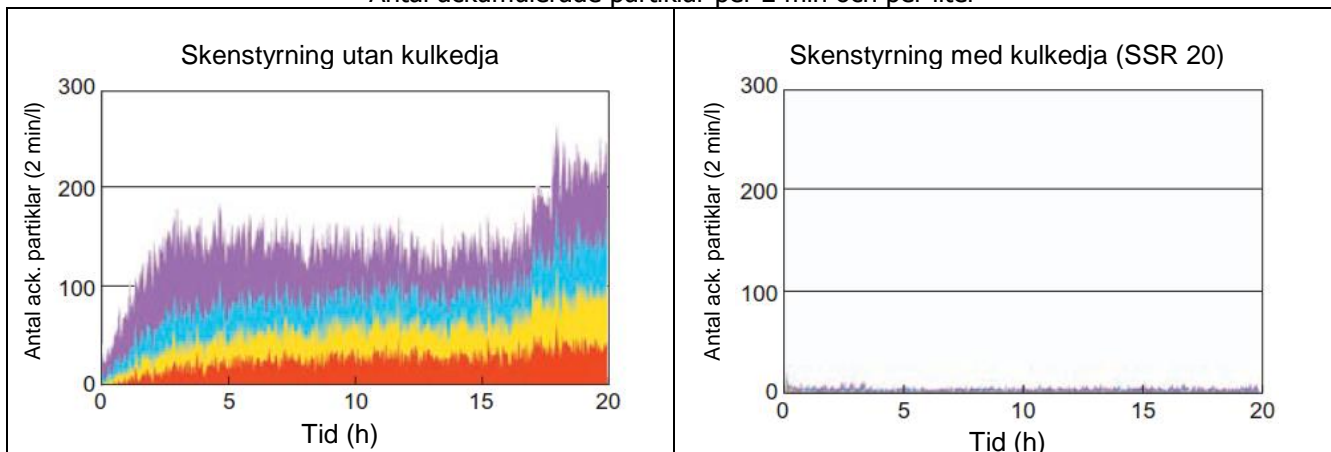 Antal ackumulerade partiklar per 2 min och per liter
Skenstyrning utan kulkedja
Antal ack. partiklar (2 min/l)
300
200
100
0
0 5 10 15 20
Tid (h)
Skenstyrning med kulkedja (SSR 20)
Antal ack. partiklar (2 min/l)
300
200
100
0
0 5 10 15 20
Tid (h)